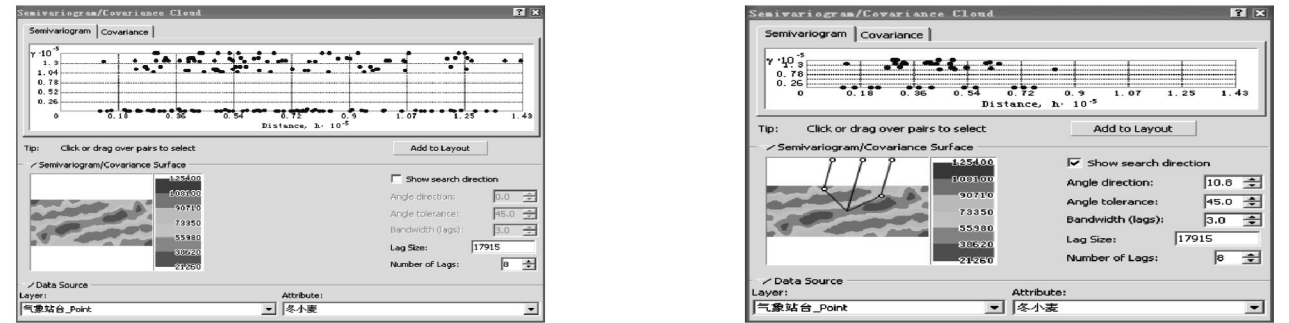 Semivariogram/Covariance Cloud
Semivariogram Covariance
γ·10⁻⁵
1.3
1.04
0.78
0.52
0.26
0 0.18 0.36 0.54 0.72 0.9 1.07 1.25 1.43
Distance, h·10⁻⁵
Tip: Click or drag over pairs to select
Add to Layout
Semivariogram/Covariance Surface
125400
108100
90710
73350
55980
38620
21260
Show search direction
Angle direction: 0.0
Angle tolerance: 45.0
Bandwidth (lags): 3.0
Lag Size: 17915
Number of Lags: 8
Data Source
Layer: Attribute:
气象站台_Point 冬小麦
Semivariogram/Covariance Cloud
Semivariogram Covariance
γ·10⁻⁵
1.3
0.78
0.26
0 0.18 0.36 0.54 0.72 0.9 1.07 1.25 1.43
Distance, h·10⁻⁵
Tip: Click or drag over pairs to select
Add to Layout
Semivariogram/Covariance Surface
125400
108100
90710
73350
55980
38620
21260
Show search direction
Angle direction: 10.8
Angle tolerance: 45.0
Bandwidth (lags): 3.0
Lag Size: 17915
Number of Lags: 8
Data Source
Layer: Attribute:
气象站台_Point 冬小麦